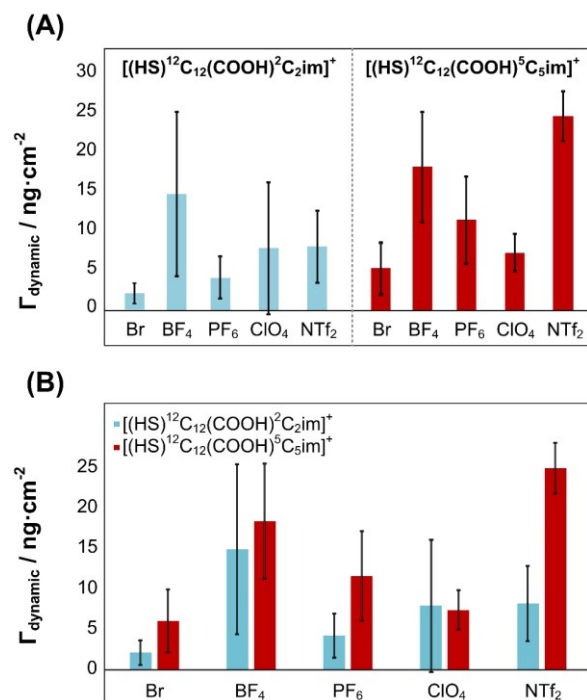 (A)
[(HS)¹²C₁₂(COOH)²C₂im]⁺ [(HS)¹²C₁₂(COOH)⁵C₅im]⁺
30
25
20
15
10
5
0
Γdynamic / ng·cm⁻²
Br BF₄ PF₆ ClO₄ NTf₂ Br BF₄ PF₆ ClO₄ NTf₂
(B)
[(HS)¹²C₁₂(COOH)²C₂im]⁺
[(HS)¹²C₁₂(COOH)⁵C₅im]⁺
25
20
15
10
5
0
Γdynamic / ng·cm⁻²
Br BF₄ PF₆ ClO₄ NTf₂